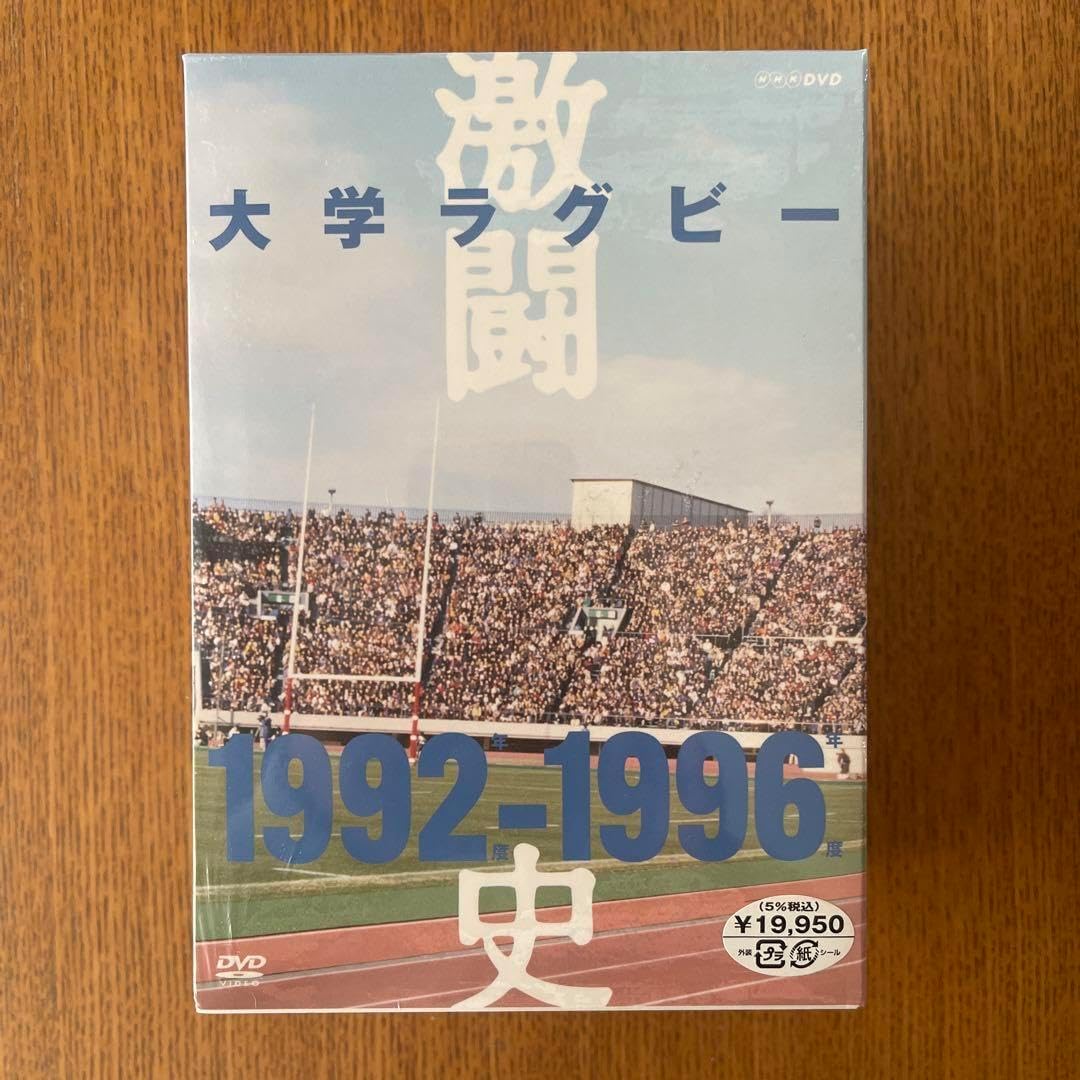 NHK DVD
大学ラグビー
激闘
1992年度-1996年度
史
(5%税込)
¥19,950
外装 プラ 紙 シール
DVD
VIDEO